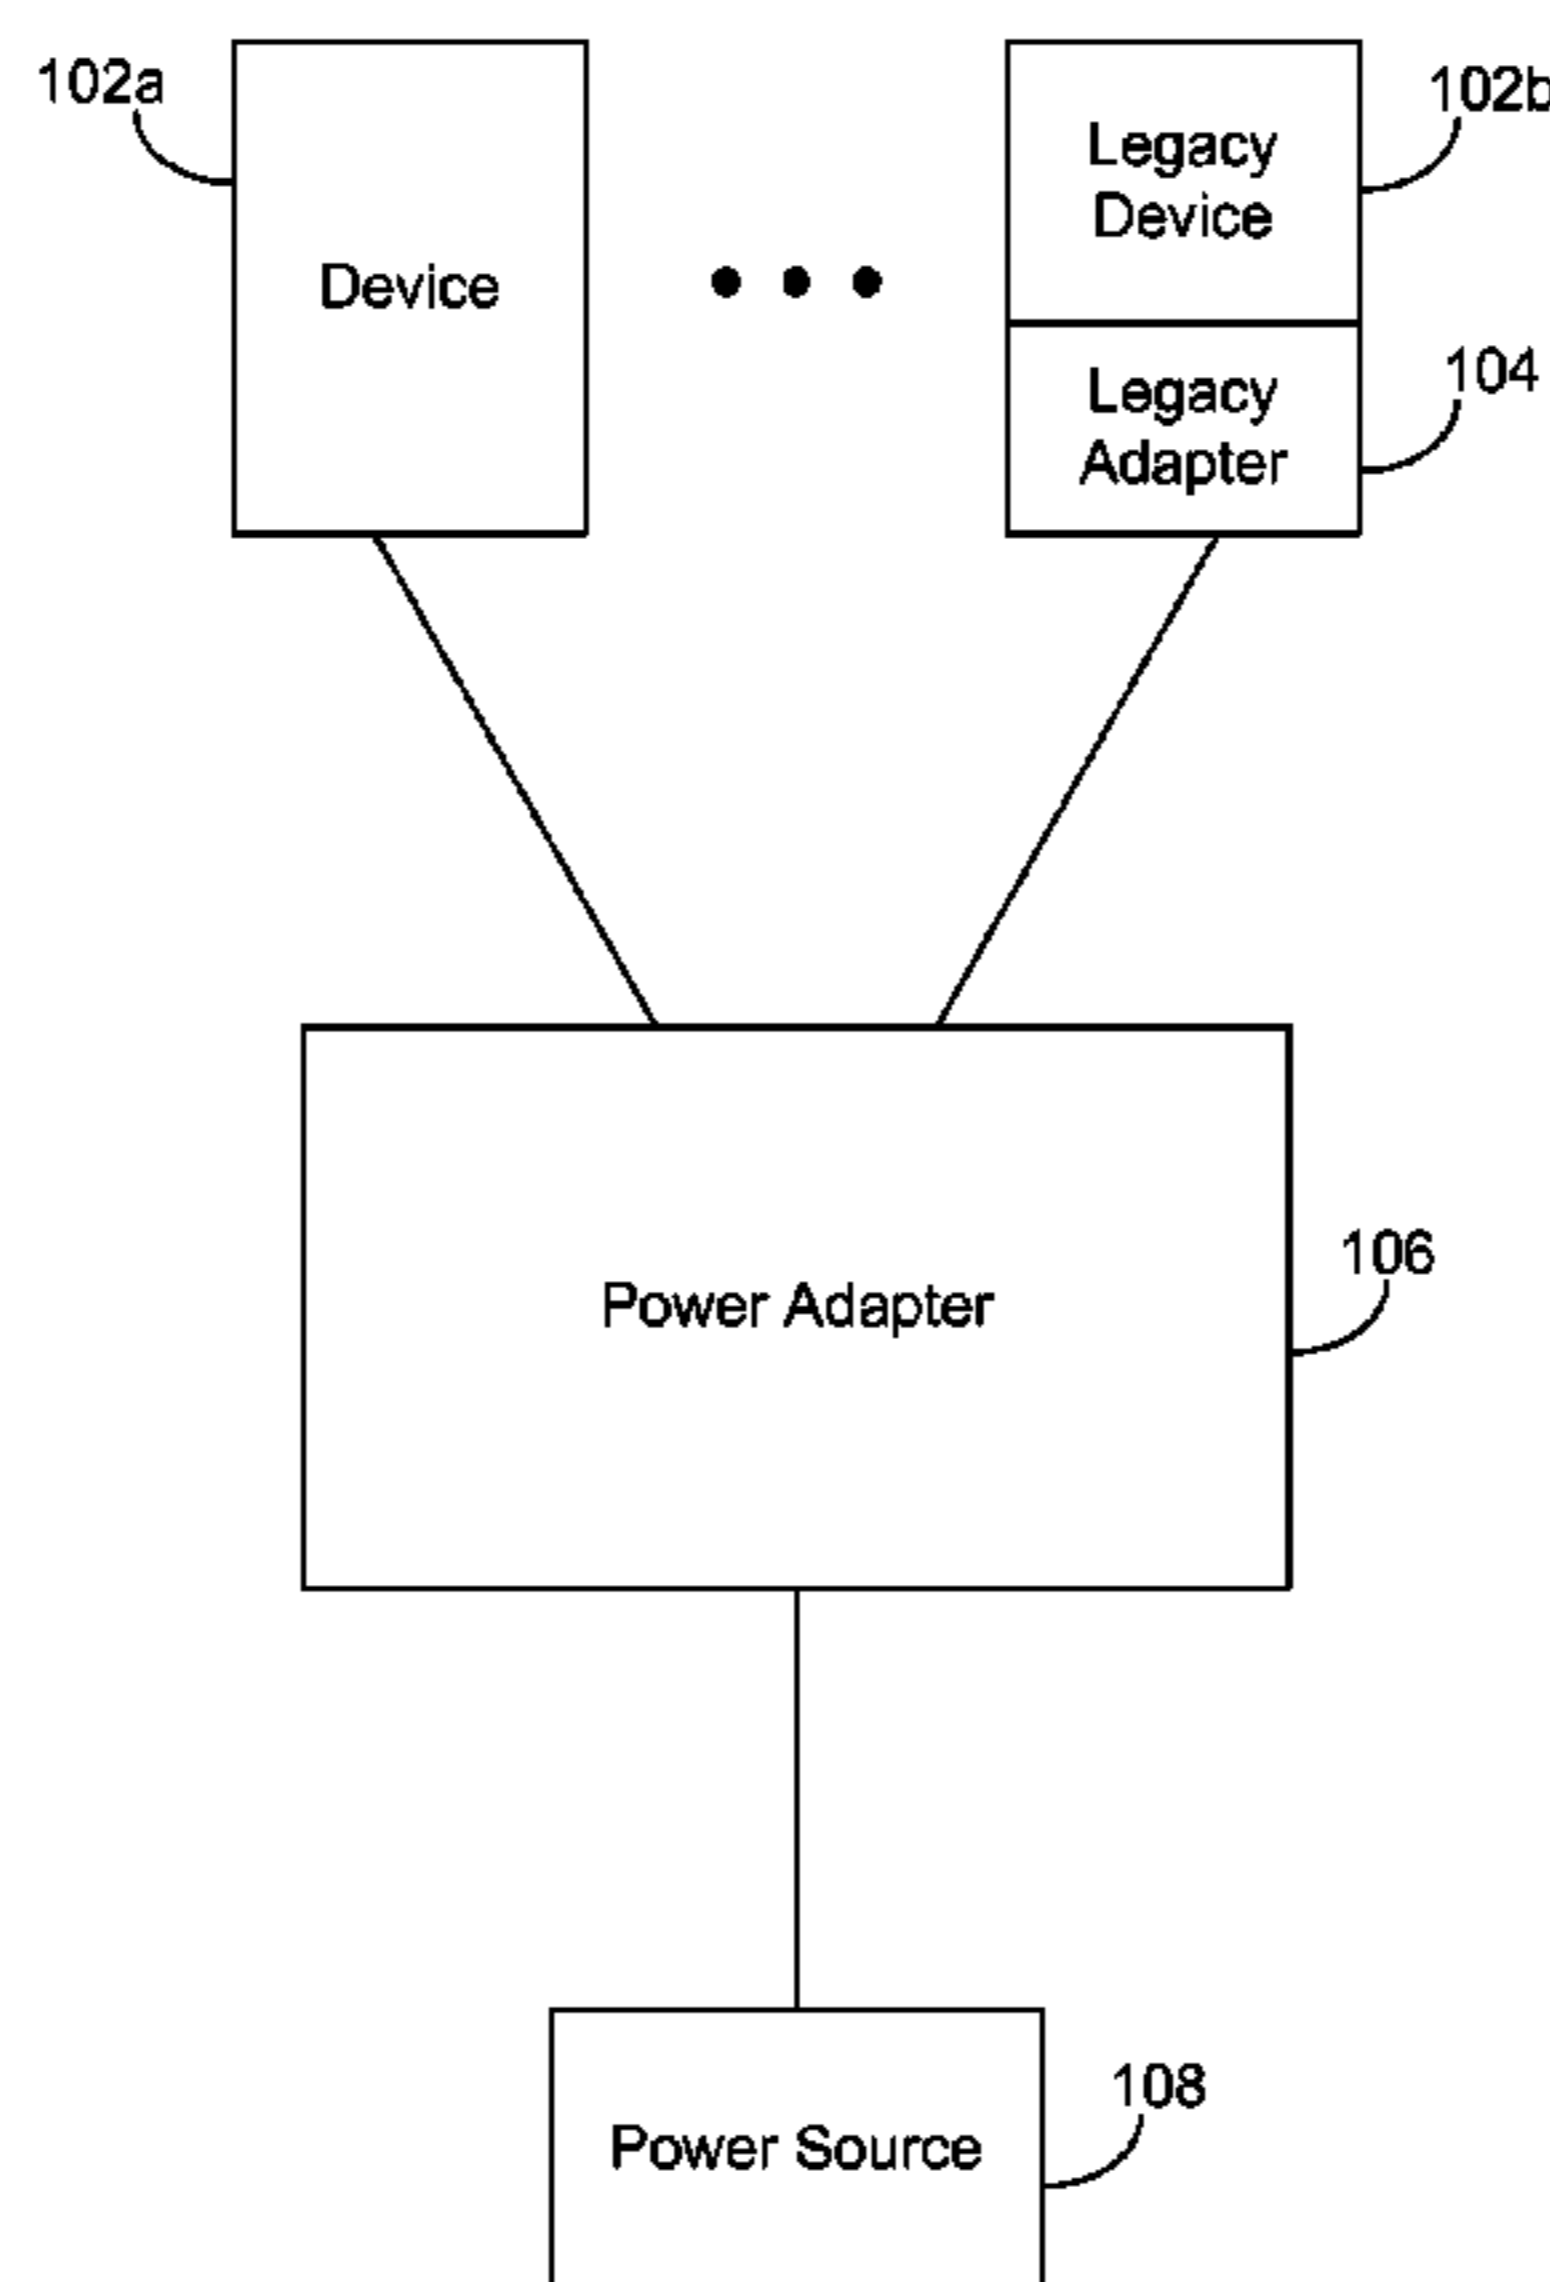 102a
102b
Legacy
Device
Device
104
Legacy
Adapter
106
Power Adapter
108
Power Source